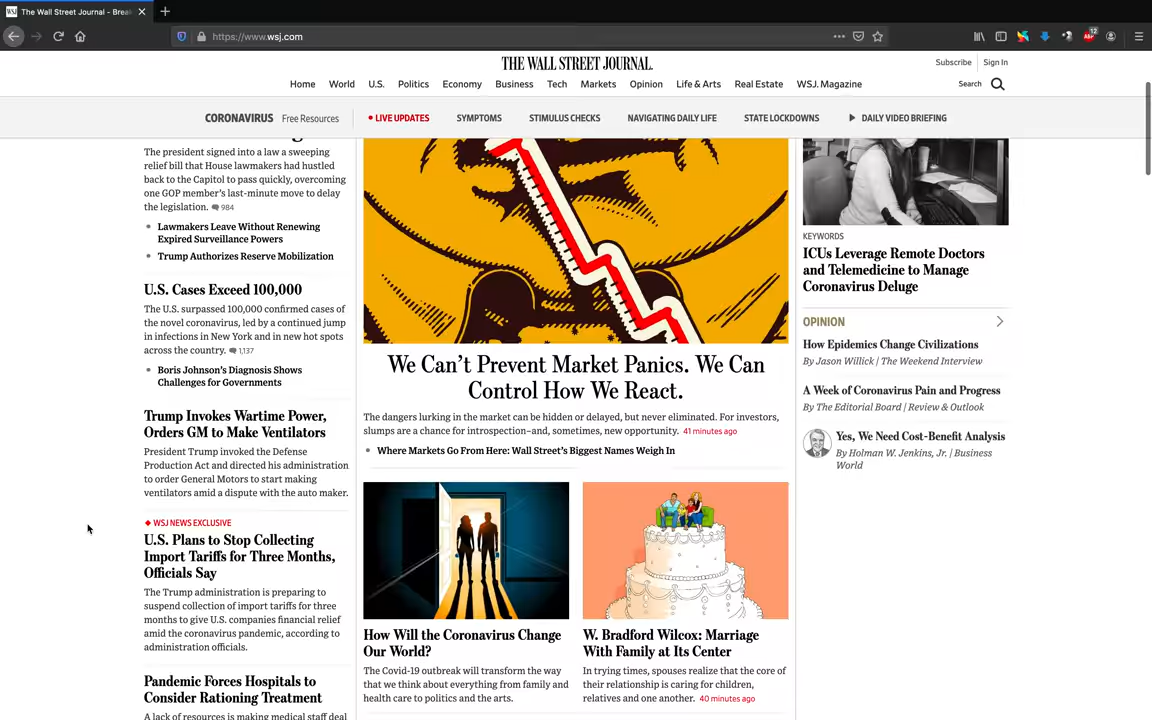 The Wall Street Journal - Brea
https://www.wsj.com
12
THE WALL STREET JOURNAL.
Subscribe
Sign In
Home
World
U.S.
Politics
Economy
Business
Tech
Markets
Opinion
Life & Arts
Real Estate
WSJ. Magazine
Search
CORONAVIRUS
Free Resources
LIVE UPDATES
SYMPTOMS
STIMULUS CHECKS
NAVIGATING DAILY LIFE
STATE LOCKDOWNS
DAILY VIDEO BRIEFING
The president signed into a law a sweeping
relief bill that House lawmakers had hustled
back to the Capitol to pass quickly, overcoming
one GOP member's last-minute move to delay
the legislation. 984
Lawmakers Leave Without Renewing
Expired Surveillance Powers
Trump Authorizes Reserve Mobilization
U.S. Cases Exceed 100,000
The U.S. surpassed 100,000 confirmed cases of
the novel coronavirus, led by a continued jump
in infections in New York and in new hot spots
across the country. 1,137
Boris Johnson's Diagnosis Shows
Challenges for Governments
Trump Invokes Wartime Power,
Orders GM to Make Ventilators
President Trump invoked the Defense
Production Act and directed his administration
to order General Motors to start making
ventilators amid a dispute with the auto maker.
WSJ NEWS EXCLUSIVE
U.S. Plans to Stop Collecting
Import Tariffs for Three Months,
Officials Say
The Trump administration is preparing to
suspend collection of import tariffs for three
months to give U.S. companies financial relief
amid the coronavirus pandemic, according to
administration officials.
Pandemic Forces Hospitals to
Consider Rationing Treatment
A lack of resources is making medical staff deal
We Can't Prevent Market Panics. We Can
Control How We React.
The dangers lurking in the market can be hidden or delayed, but never eliminated. For investors,
slumps are a chance for introspection–and, sometimes, new opportunity. 41 minutes ago
Where Markets Go From Here: Wall Street's Biggest Names Weigh In
How Will the Coronavirus Change
Our World?
The Covid-19 outbreak will transform the way
that we think about everything from family and
health care to politics and the arts.
W. Bradford Wilcox: Marriage
With Family at Its Center
In trying times, spouses realize that the core of
their relationship is caring for children,
relatives and one another. 40 minutes ago
KEYWORDS
ICUs Leverage Remote Doctors
and Telemedicine to Manage
Coronavirus Deluge
OPINION
How Epidemics Change Civilizations
By Jason Willick | The Weekend Interview
A Week of Coronavirus Pain and Progress
By The Editorial Board | Review & Outlook
Yes, We Need Cost-Benefit Analysis
By Holman W. Jenkins, Jr. | Business
World